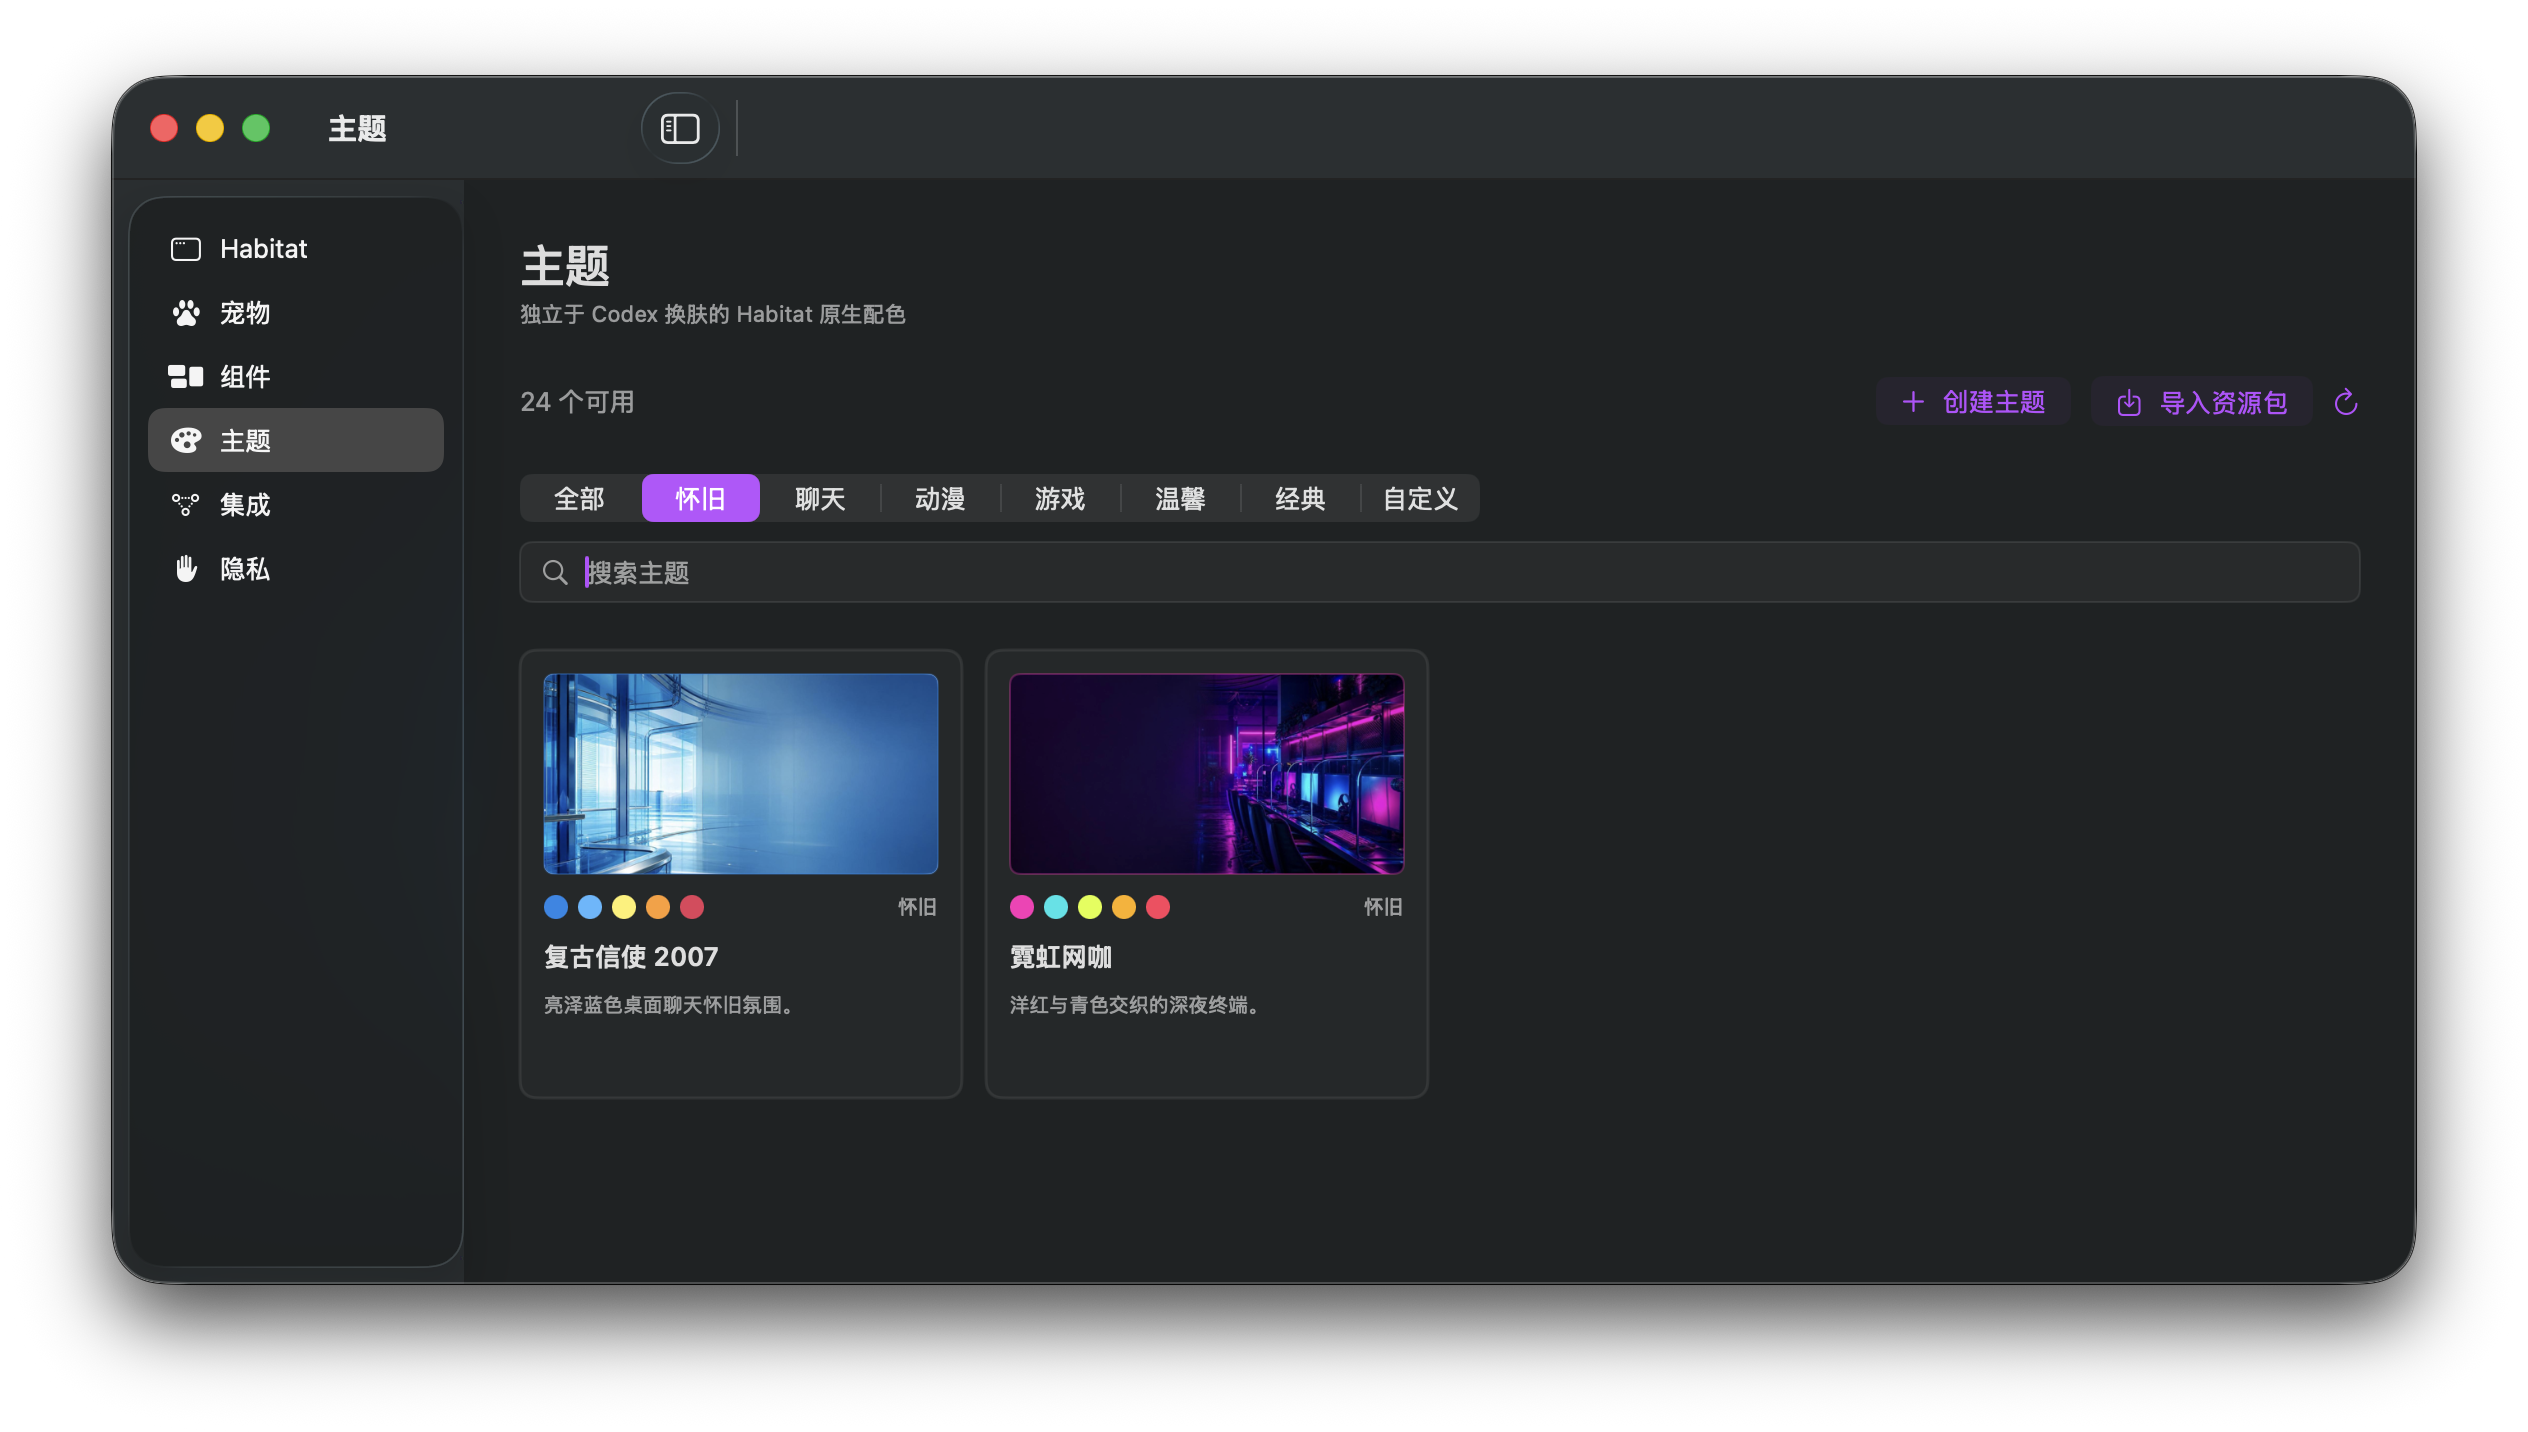 主题
Habitat
宠物
组件
主题
集成
隐私
主题
独立于 Codex 换肤的 Habitat 原生配色
24 个可用
创建主题
导入资源包
全部 怀旧 聊天 动漫 游戏 温馨 经典 自定义
搜索主题
怀旧
复古信使 2007
亮泽蓝色桌面聊天怀旧氛围。
怀旧
霓虹网咖
洋红与青色交织的深夜终端。